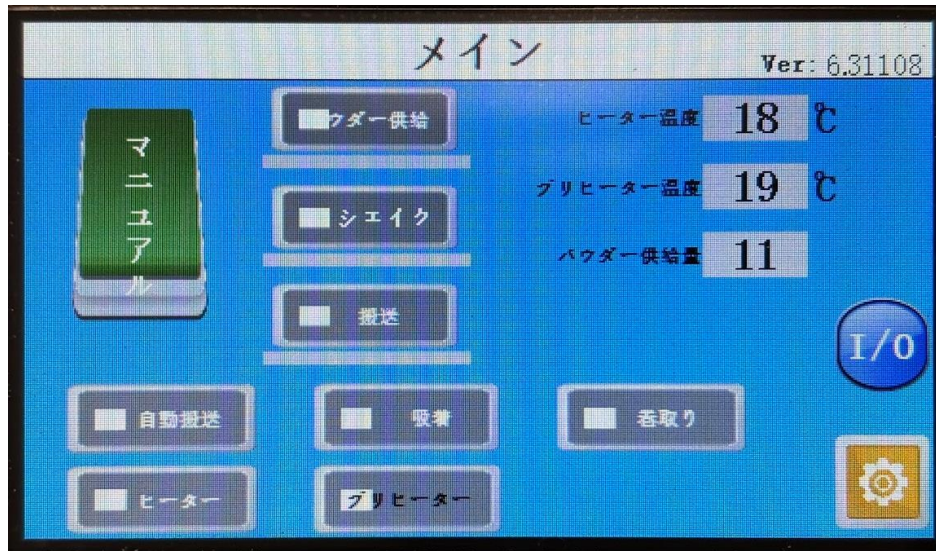 メイン
Ver: 6.31108
マニュアル
ウダー供給
シエイク
搬送
ヒーター温度 18 ℃
プリヒーター温度 19 ℃
パウダー供給量 11
I/O
自動搬送
吸着
巻取り
ヒーター
プリヒーター